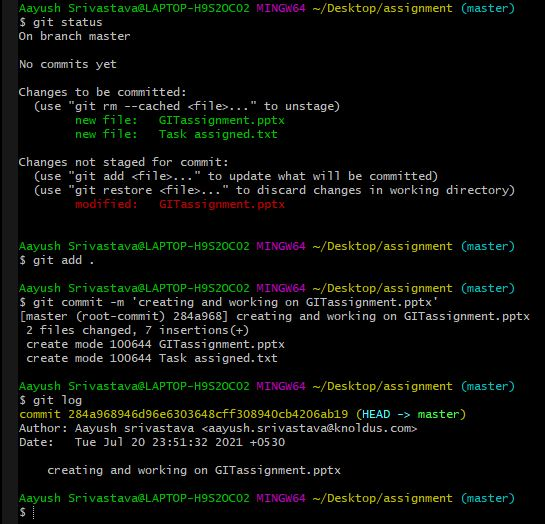 Aayush Srivastava@LAPTOP-H9S2OC02 MINGW64 ~/Desktop/assignment (master)
$ git status
On branch master

No commits yet

Changes to be committed:
  (use "git rm --cached <file>..." to unstage)
        new file:   GITassignment.pptx
        new file:   Task assigned.txt

Changes not staged for commit:
  (use "git add <file>..." to update what will be committed)
  (use "git restore <file>..." to discard changes in working directory)
        modified:   GITassignment.pptx


Aayush Srivastava@LAPTOP-H9S2OC02 MINGW64 ~/Desktop/assignment (master)
$ git add .

Aayush Srivastava@LAPTOP-H9S2OC02 MINGW64 ~/Desktop/assignment (master)
$ git commit -m 'creating and working on GITassignment.pptx'
[master (root-commit) 284a968] creating and working on GITassignment.pptx
 2 files changed, 7 insertions(+)
 create mode 100644 GITassignment.pptx
 create mode 100644 Task assigned.txt

Aayush Srivastava@LAPTOP-H9S2OC02 MINGW64 ~/Desktop/assignment (master)
$ git log
commit 284a968946d96e6303648cff308940cb4206ab19 (HEAD -> master)
Author: Aayush srivastava <aayush.srivastava@knoldus.com>
Date:   Tue Jul 20 23:51:32 2021 +0530

    creating and working on GITassignment.pptx

Aayush Srivastava@LAPTOP-H9S2OC02 MINGW64 ~/Desktop/assignment (master)
$